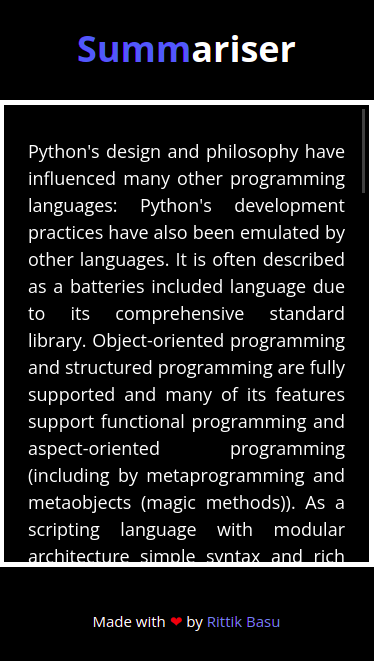 Summariser
Python's design and philosophy have
influenced many other programming
languages: Python's development
practices have also been emulated by
other languages. It is often described
as a batteries included language due
to its comprehensive standard
library. Object-oriented programming
and structured programming are fully
supported and many of its features
support functional programming and
aspect-oriented programming
(including by metaprogramming and
metaobjects (magic methods)). As a
scripting language with modular
architecture simple syntax and rich
Made with ❤ by Rittik Basu